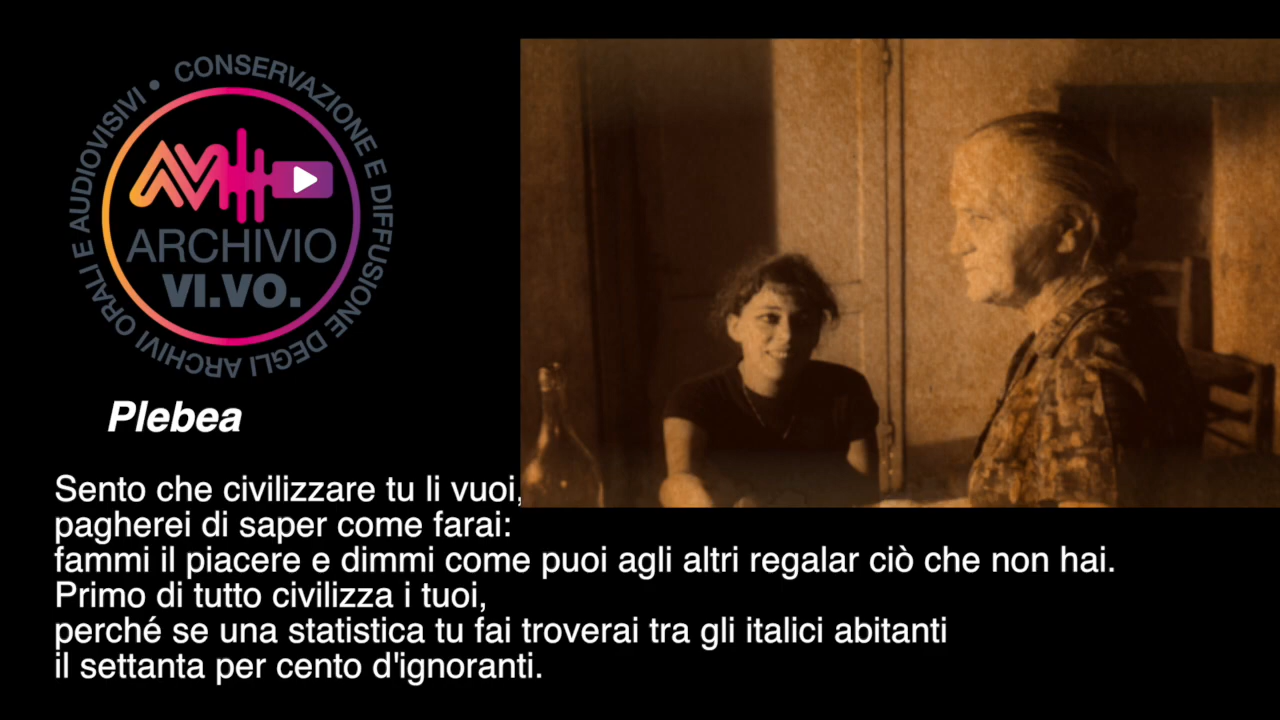 CONSERVAZIONE E DIFFUSIONE DEGLI ARCHIVI ORALI E AUDIOVISIVI •
ARCHIVIO
VI.VO.
Plebea
Sento che civilizzare tu li vuoi,
pagherei di saper come farai:
fammi il piacere e dimmi come puoi agli altri regalar ciò che non hai.
Primo di tutto civilizza i tuoi,
perché se una statistica tu fai troverai tra gli italici abitanti
il settanta per cento d'ignoranti.